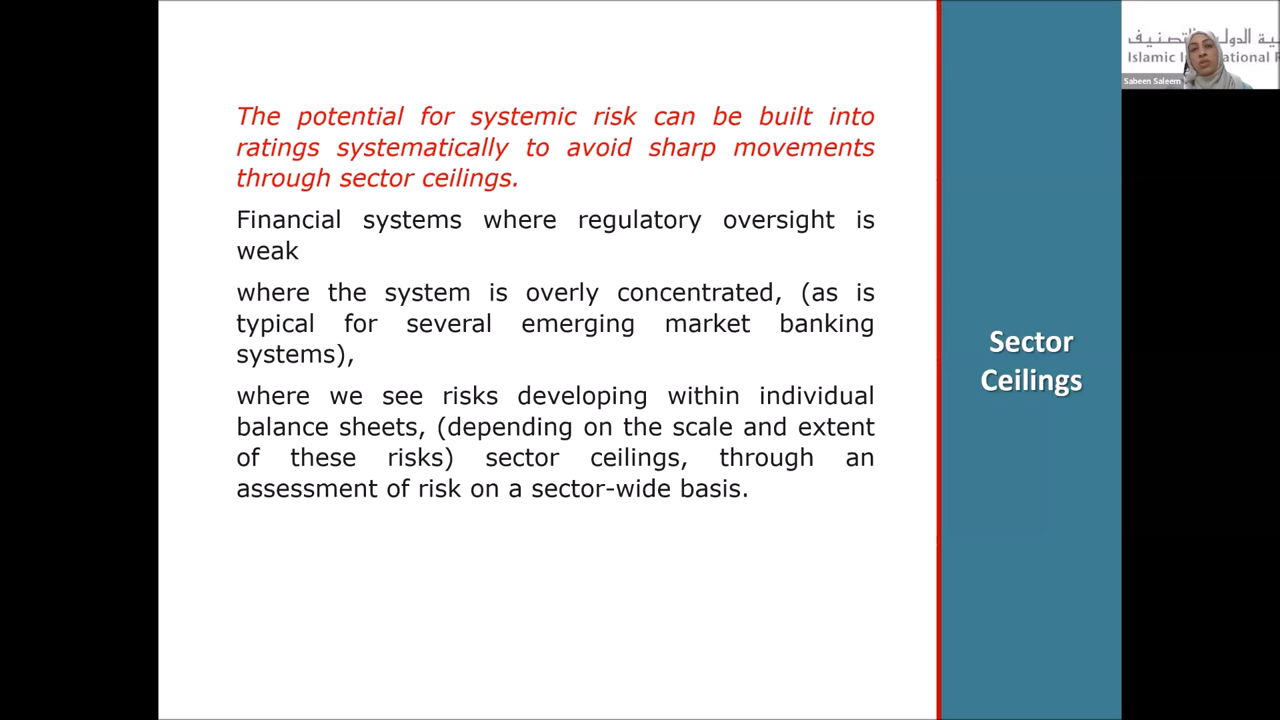 The potential for systemic risk can be built into
ratings systematically to avoid sharp movements
through sector ceilings.
Financial systems where regulatory oversight is
weak
where the system is overly concentrated, (as is
typical for several emerging market banking
systems),
where we see risks developing within individual
balance sheets, (depending on the scale and extent
of these risks) sector ceilings, through an
assessment of risk on a sector-wide basis.
Sector
Ceilings
Islamic
Sabeen Saleem